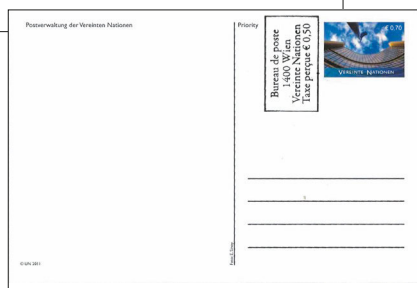 Postverwaltung der Vereinten Nationen
Priority
Bureau de poste
1400 Wien
Vereinte Nationen
Taxe perçue € 0,50
€ 0,70
VEREINTE NATIONEN
© UN 2011